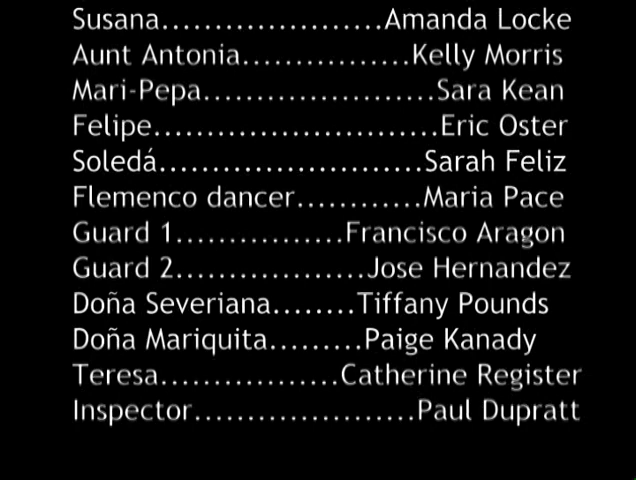 Susana.....................Amanda Locke
Aunt Antonia................Kelly Morris
Mari-Pepa......................Sara Kean
Felipe...........................Eric Oster
Soledá.........................Sarah Feliz
Flemenco dancer............Maria Pace
Guard 1................Francisco Aragon
Guard 2..................Jose Hernandez
Doña Severiana........Tiffany Pounds
Doña Mariquita.........Paige Kanady
Teresa.................Catherine Register
Inspector.....................Paul Dupratt